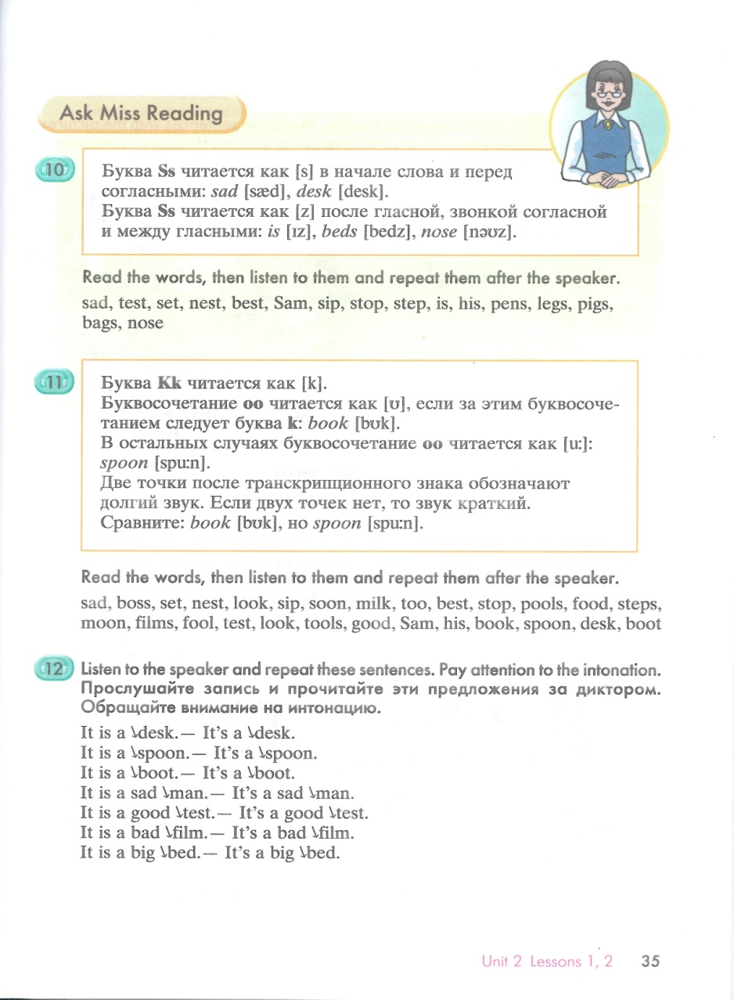 Ask Miss Reading
10
Буква Ss читается как [s] в начале слова и перед
согласными: sad [sæd], desk [desk].
Буква Ss читается как [z] после гласной, звонкой согласной
и между гласными: is [ɪz], beds [bedz], nose [nəʊz].
Read the words, then listen to them and repeat them after the speaker.
sad, test, set, nest, best, Sam, sip, stop, step, is, his, pens, legs, pigs,
bags, nose
11
Буква Kk читается как [k].
Буквосочетание oo читается как [ʊ], если за этим буквосоче-
танием следует буква k: book [bʊk].
В остальных случаях буквосочетание oo читается как [u:]:
spoon [spu:n].
Две точки после транскрипционного знака обозначают
долгий звук. Если двух точек нет, то звук краткий.
Сравните: book [bʊk], но spoon [spu:n].
Read the words, then listen to them and repeat them after the speaker.
sad, boss, set, nest, look, sip, soon, milk, too, best, stop, pools, food, steps,
moon, films, fool, test, look, tools, good, Sam, his, book, spoon, desk, boot
12 Listen to the speaker and repeat these sentences. Pay attention to the intonation.
Прослушайте запись и прочитайте эти предложения за диктором.
Обращайте внимание на интонацию.
It is a \desk.— It's a \desk.
It is a \spoon.— It's a \spoon.
It is a \boot.— It's a \boot.
It is a sad \man.— It's a sad \man.
It is a good \test.— It's a good \test.
It is a bad \film.— It's a bad \film.
It is a big \bed.— It's a big \bed.
Unit 2 Lessons 1, 2 35